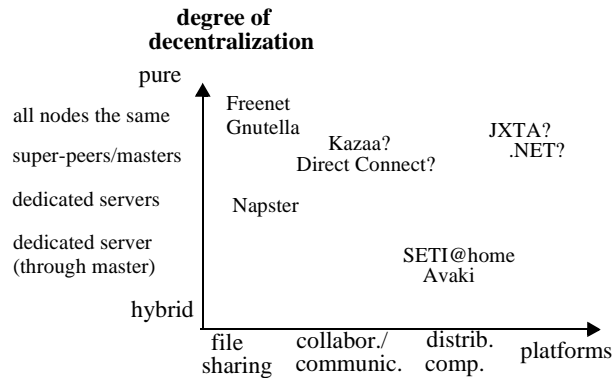 degree of
decentralization
pure
all nodes the same
Freenet
Gnutella
JXTA?
.NET?
super-peers/masters
Kazaa?
Direct Connect?
dedicated servers
Napster
dedicated server
(through master)
SETI@home
Avaki
hybrid
file
sharing
collabor./
communic.
distrib.
comp.
platforms